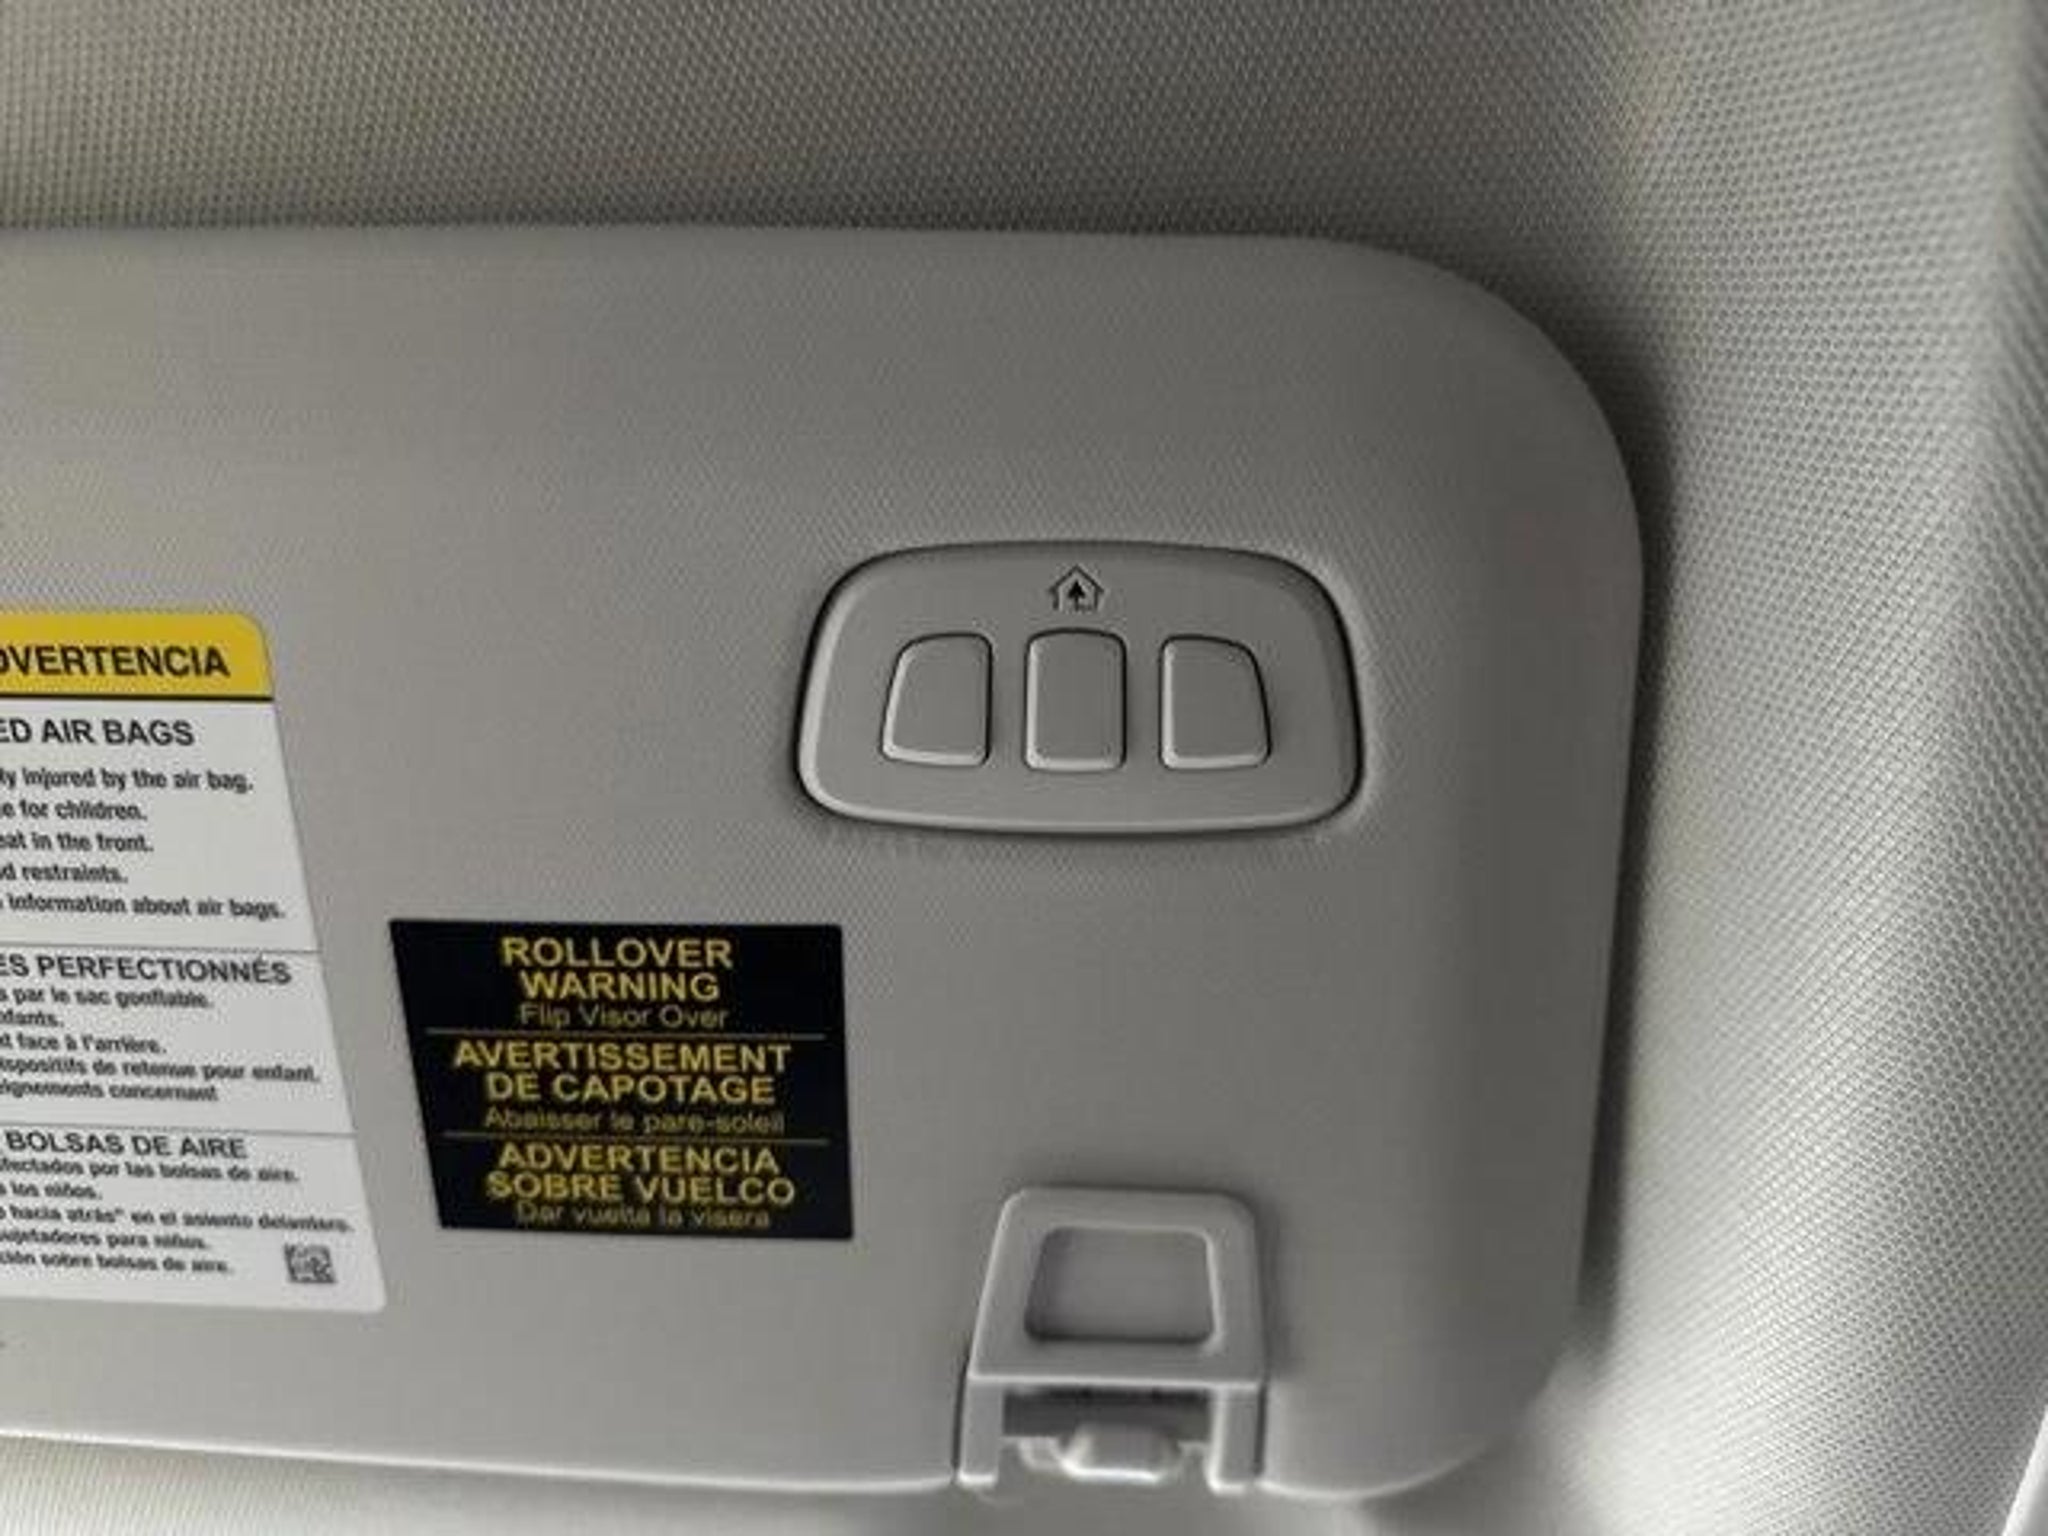 DVERTENCIA
ED AIR BAGS
ly injured by the air bag.
e for children.
eat in the front.
d restraints.
information about air bags.
ES PERFECTIONNÉS
s par le sac gonflable.
nfants.
t face à l'arrière.
ispositifs de retenue pour enfant.
eignements concernant
BOLSAS DE AIRE
fectados por las bolsas de aire.
a los niños.
o hacia atrás" en el asiento delantero.
sujetadores para niños.
ción sobre bolsas de aire.
ROLLOVER
WARNING
Flip Visor Over
AVERTISSEMENT
DE CAPOTAGE
Abaisser le pare-soleil
ADVERTENCIA
SOBRE VUELCO
Dar vuelta la visera